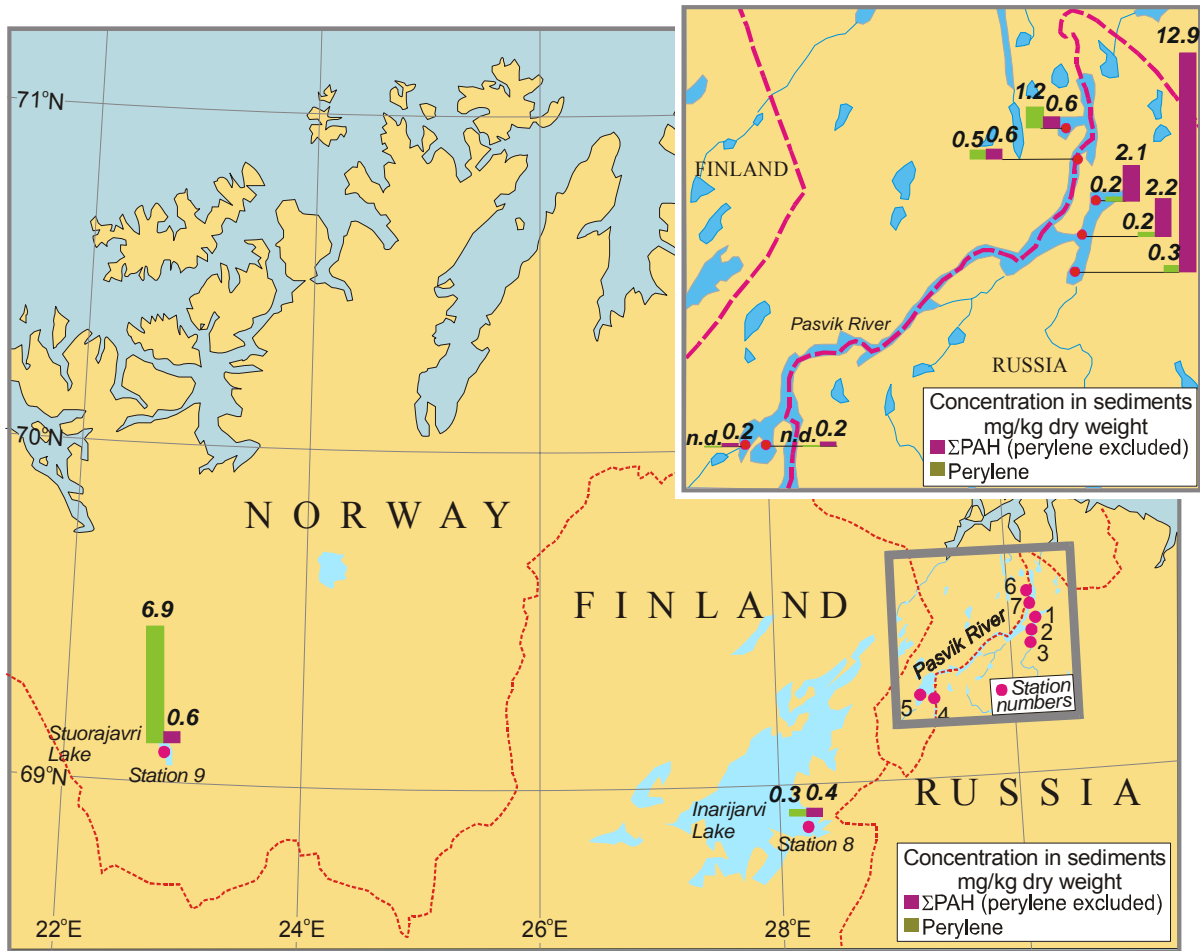 12.9
71°N
1.2
0.6
0.5
0.6
FINLAND
2.1
0.2
2.2
0.2
0.3
Pasvik River
RUSSIA
Concentration in sediments
mg/kg dry weight
ΣPAH (perylene excluded)
Perylene
n.d.
0.2
n.d.
0.2
70°N
NORWAY
FINLAND
6
7
1
2
3
Pasvik River
5
4
Station
numbers
6.9
0.6
Stuorajavri
Lake
Station 9
69°N
0.3
0.4
Inarijarvi
Lake
Station 8
RUSSIA
Concentration in sediments
mg/kg dry weight
ΣPAH (perylene excluded)
Perylene
22°E
24°E
26°E
28°E